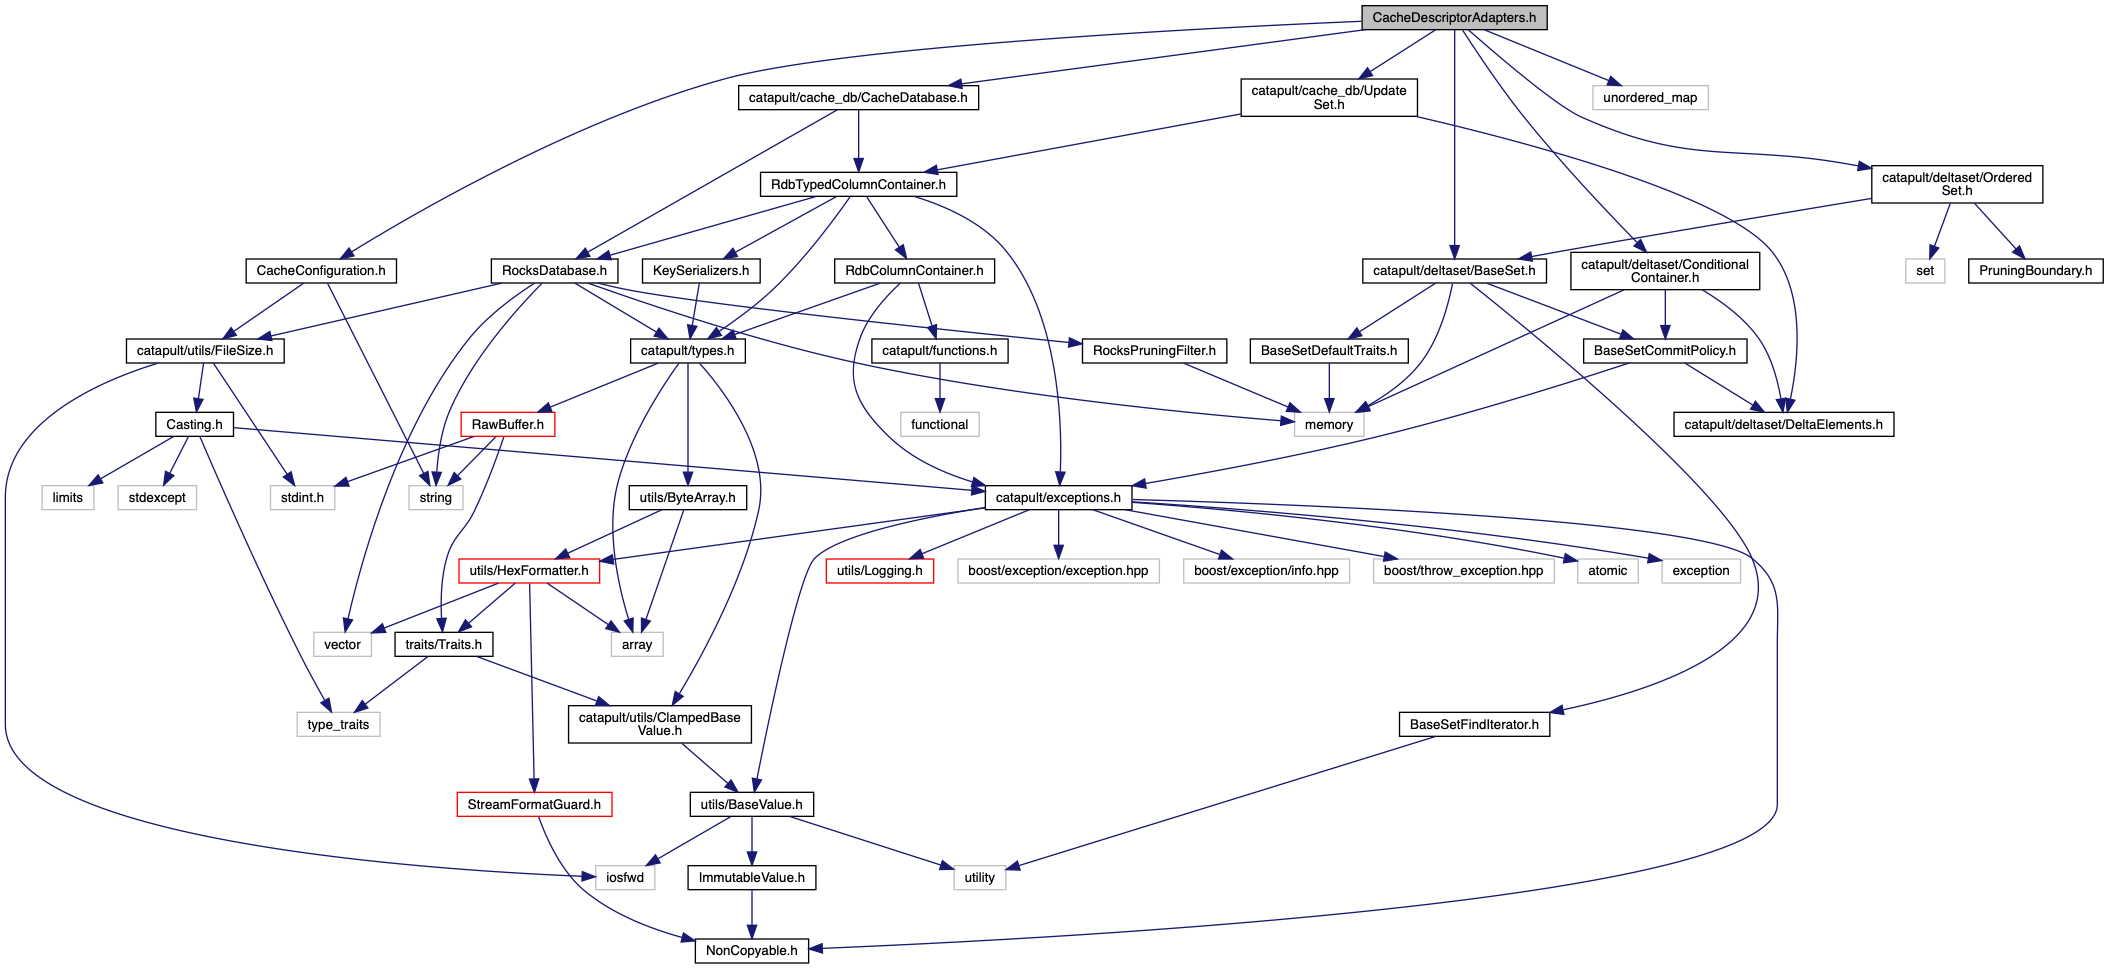 CacheDescriptorAdapters.h
catapult/cache_db/CacheDatabase.h
catapult/cache_db/Update
Set.h
unordered_map
RdbTypedColumnContainer.h
catapult/deltaset/Ordered
Set.h
CacheConfiguration.h
RocksDatabase.h
KeySerializers.h
RdbColumnContainer.h
catapult/deltaset/BaseSet.h
catapult/deltaset/Conditional
Container.h
set
PruningBoundary.h
catapult/utils/FileSize.h
catapult/types.h
catapult/functions.h
RocksPruningFilter.h
BaseSetDefaultTraits.h
BaseSetCommitPolicy.h
Casting.h
RawBuffer.h
functional
memory
catapult/deltaset/DeltaElements.h
limits
stdexcept
stdint.h
string
utils/ByteArray.h
catapult/exceptions.h
utils/HexFormatter.h
utils/Logging.h
boost/exception/exception.hpp
boost/exception/info.hpp
boost/throw_exception.hpp
atomic
exception
vector
traits/Traits.h
array
type_traits
catapult/utils/ClampedBase
Value.h
BaseSetFindIterator.h
StreamFormatGuard.h
utils/BaseValue.h
iosfwd
ImmutableValue.h
utility
NonCopyable.h